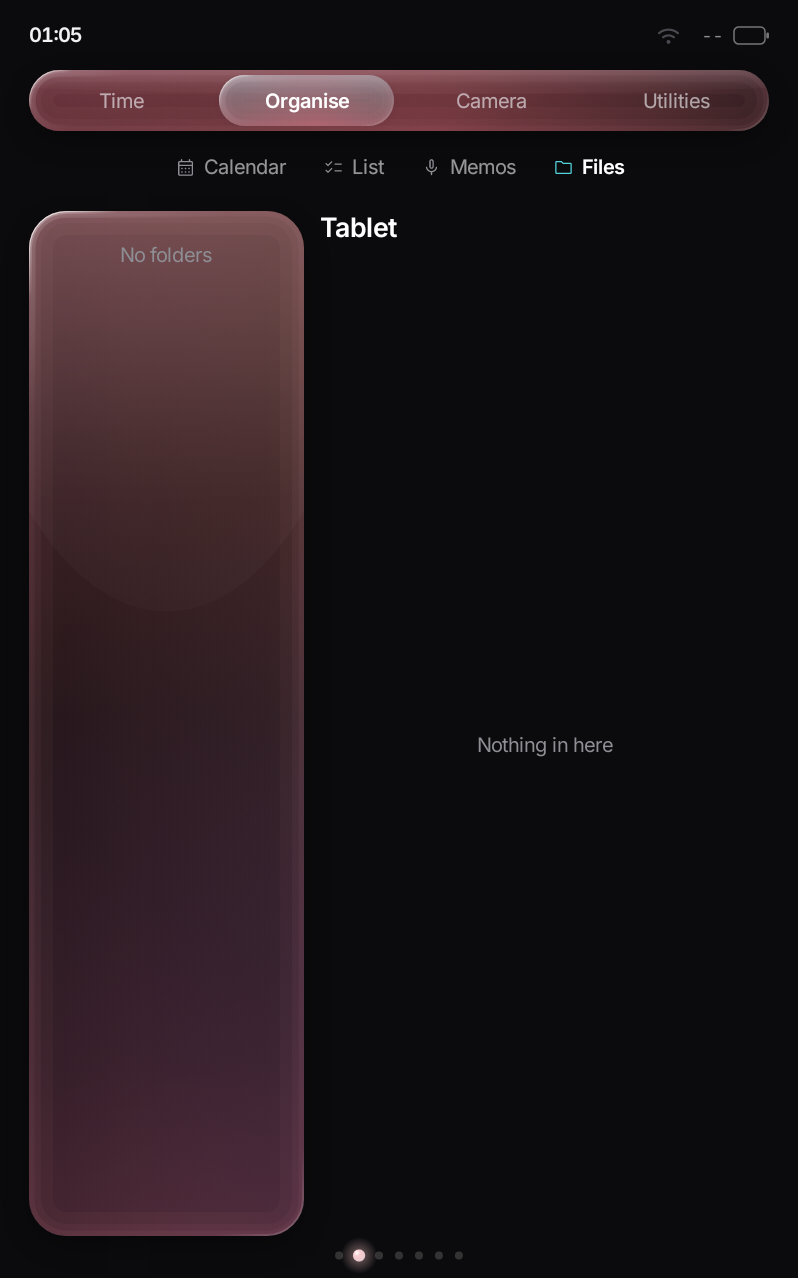 01:05 --
Time Organise Camera Utilities
Calendar List Memos Files
No folders
Tablet
Nothing in here